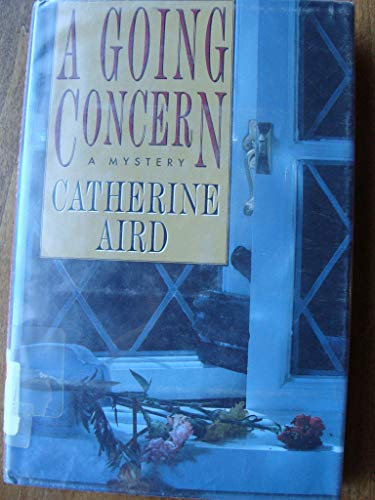 A GOING
CONCERN
A MYSTERY
CATHERINE
AIRD